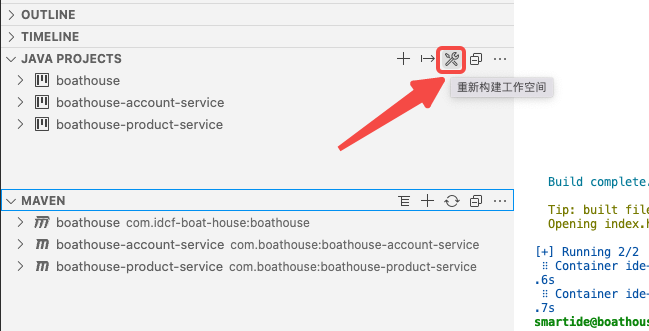 OUTLINE
TIMELINE
JAVA PROJECTS
重新构建工作空间
boathouse
boathouse-account-service
boathouse-product-service
MAVEN
boathouse com.idcf-boat-house:boathouse
boathouse-account-service com.boathouse:boathouse-account-service
boathouse-product-service com.boathouse:boathouse-product-service
Build complete.
Tip: built file
Opening index.h
[+] Running 2/2
⠿ Container ide-
.6s
⠿ Container ide-
.7s
smartide@boathous